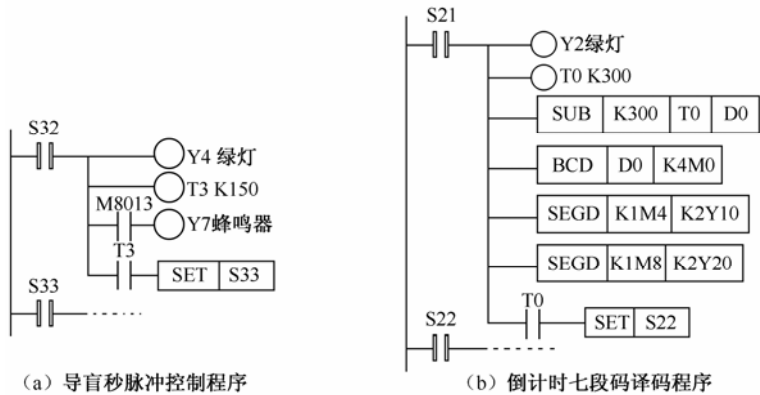 S32
Y4 绿灯
T3 K150
M8013
Y7蜂鸣器
T3
SET S33
S33
（a）导盲秒脉冲控制程序
S21
Y2绿灯
T0 K300
SUB K300 T0 D0
BCD D0 K4M0
SEGD K1M4 K2Y10
SEGD K1M8 K2Y20
T0
SET S22
S22
（b）倒计时七段码译码程序